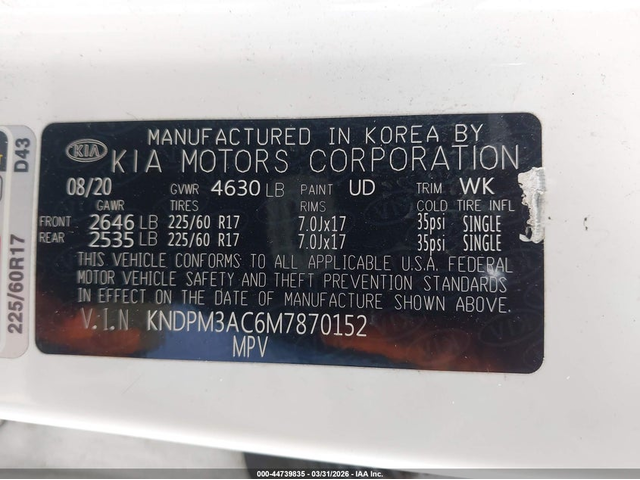 MANUFACTURED IN KOREA BY
KIA KIA MOTORS CORPORATION
08/20 GVWR 4630 LB PAINT UD TRIM WK
GAWR TIRES RIMS COLD TIRE INFL
FRONT 2646 LB 225/60 R17 7.0Jx17 35psi SINGLE
REAR 2535 LB 225/60 R17 7.0Jx17 35psi SINGLE
THIS VEHICLE CONFORMS TO ALL APPLICABLE U.S.A. FEDERAL
MOTOR VEHICLE SAFETY AND THEFT PREVENTION STANDARDS
IN EFFECT ON THE DATE OF MANUFACTURE SHOWN ABOVE.
V.I.N KNDPM3AC6M7870152
MPV
225/60R17 D43
000-44739835 - 03/31/2026 - IAA Inc.